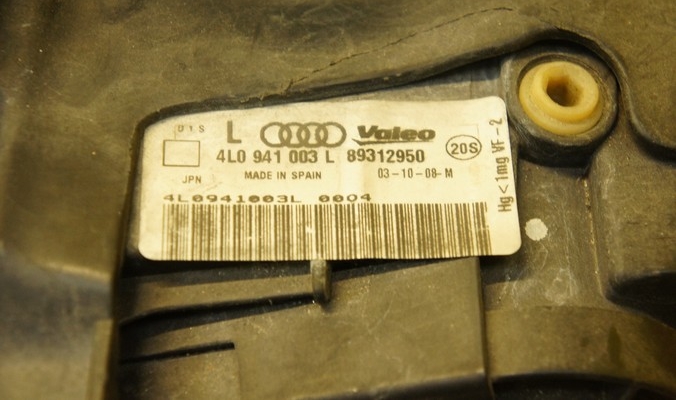 U.I.S L Valeo
4L0 941 003 L 89312950 20S
JPN MADE IN SPAIN 03-10-08-M
4L0941003L 0004
Hg<1mg VF-2